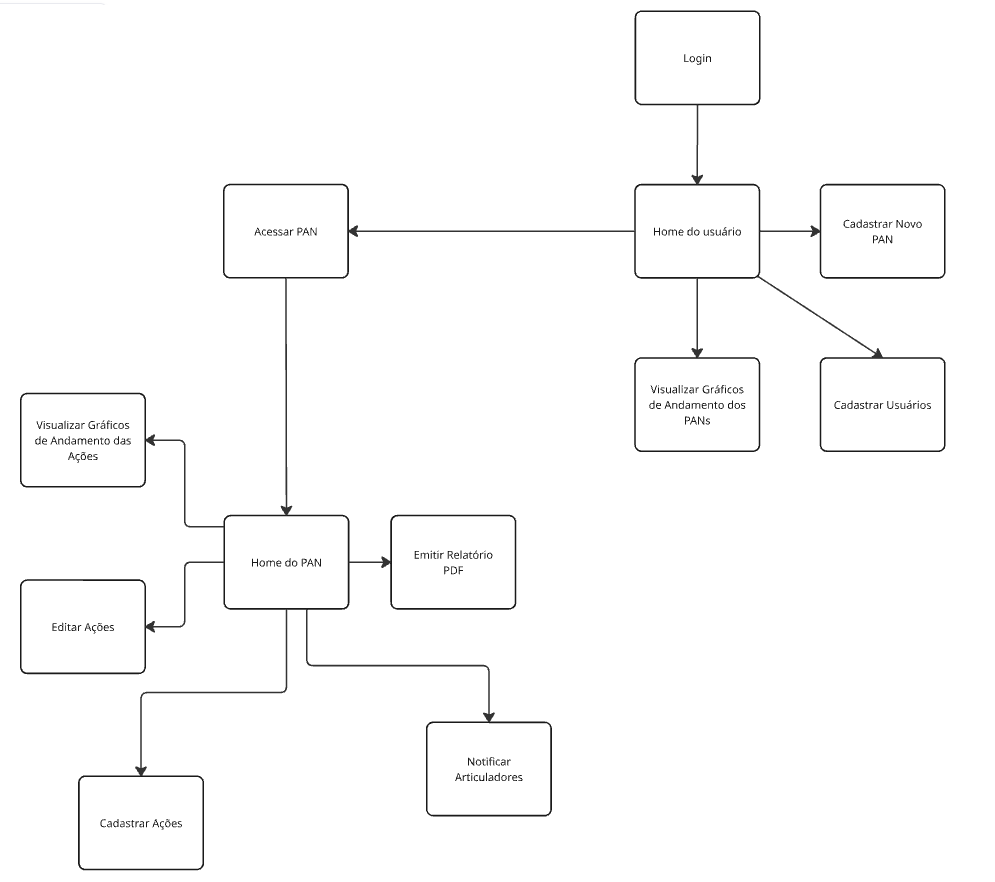 Login
Acessar PAN
Home do usuário
Cadastrar Novo
PAN
Visualizar Gráficos
de Andamento dos
PANs
Cadastrar Usuários
Visualizar Gráficos
de Andamento das
Ações
Home do PAN
Emitir Relatório
PDF
Editar Ações
Notificar
Articuladores
Cadastrar Ações